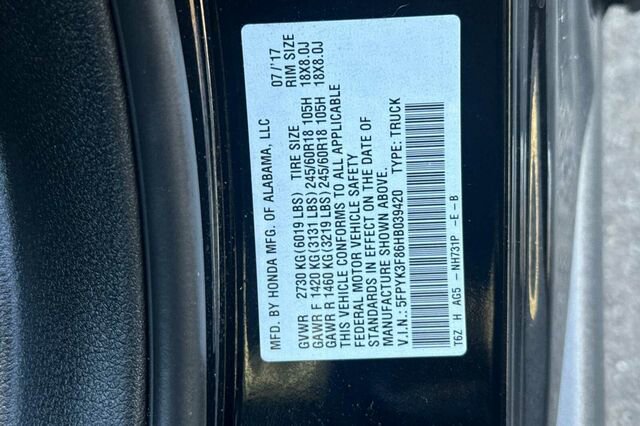 MFD. BY HONDA MFG. OF ALABAMA, LLC 07/'17
GVWR 2730 KG(6019 LBS) TIRE SIZE RIM SIZE
GAWR F 1420 KG(3131 LBS)245/60R18 105H 18X8.0J
GAWR R 1460 KG(3219 LBS)245/60R18 105H 18X8.0J
THIS VEHICLE CONFORMS TO ALL APPLICABLE
FEDERAL MOTOR VEHICLE SAFETY
STANDARDS IN EFFECT ON THE DATE OF
MANUFACTURE SHOWN ABOVE.
V.I.N.: 5FPYK3F86HB039420 TYPE: TRUCK
T6Z H AG5 -NH731P -E-B